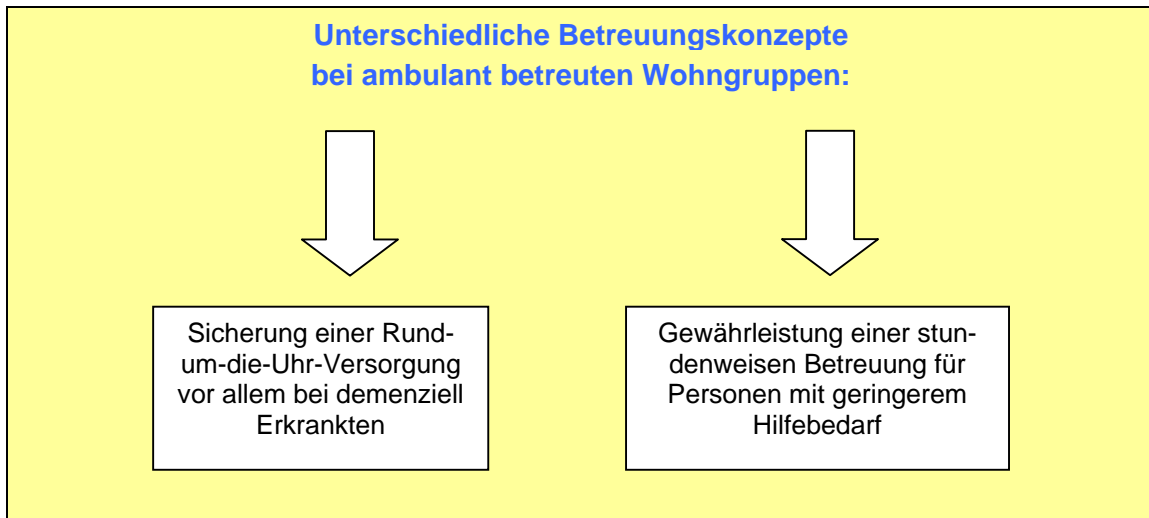 Unterschiedliche Betreuungskonzepte
bei ambulant betreuten Wohngruppen:
Sicherung einer Rund-
um-die-Uhr-Versorgung
vor allem bei demenziell
Erkrankten
Gewährleistung einer stun-
denweisen Betreuung für
Personen mit geringerem
Hilfebedarf